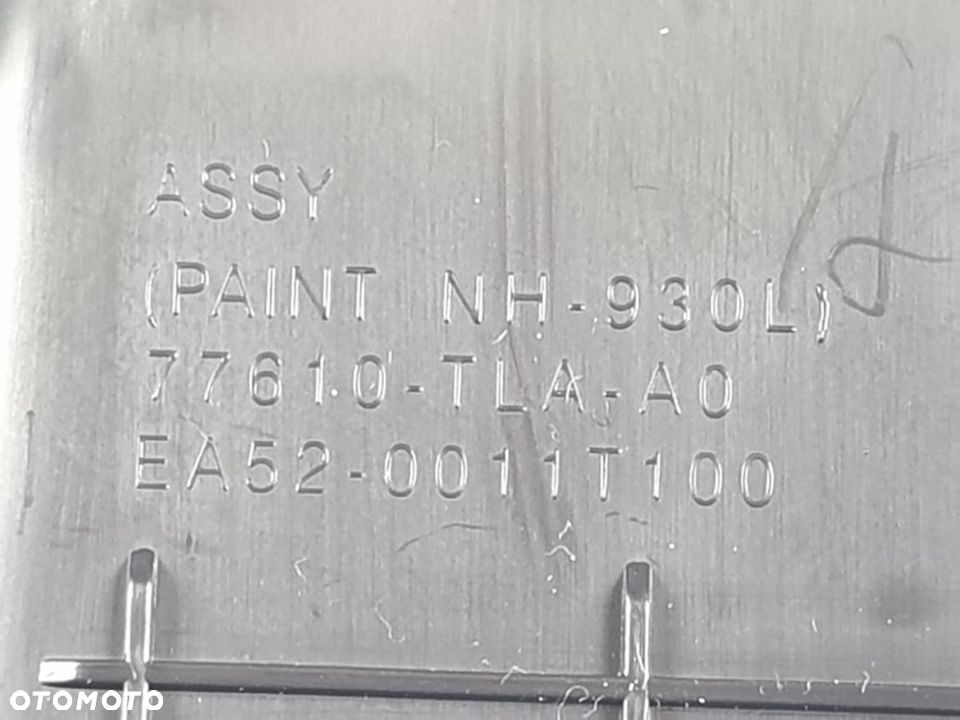 ASSY
(PAINT NH-930L)
77610-TLA-A0
EA52-0011T100
OTOMOTO